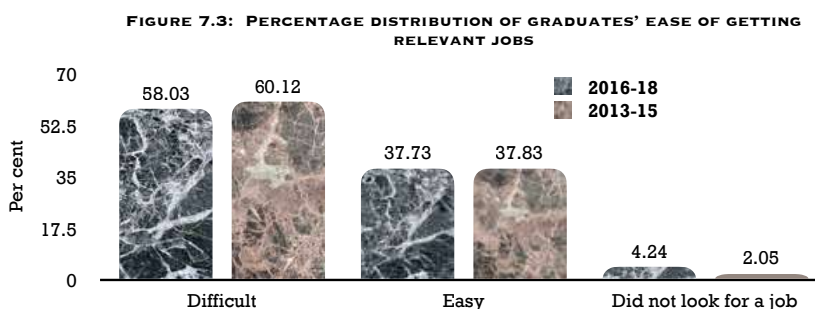 FIGURE 7.3: PERCENTAGE DISTRIBUTION OF GRADUATES' EASE OF GETTING
RELEVANT JOBS
2016-18
2013-15
Per cent
70
52.5
35
17.5
0
58.03
60.12
37.73
37.83
4.24
2.05
Difficult
Easy
Did not look for a job